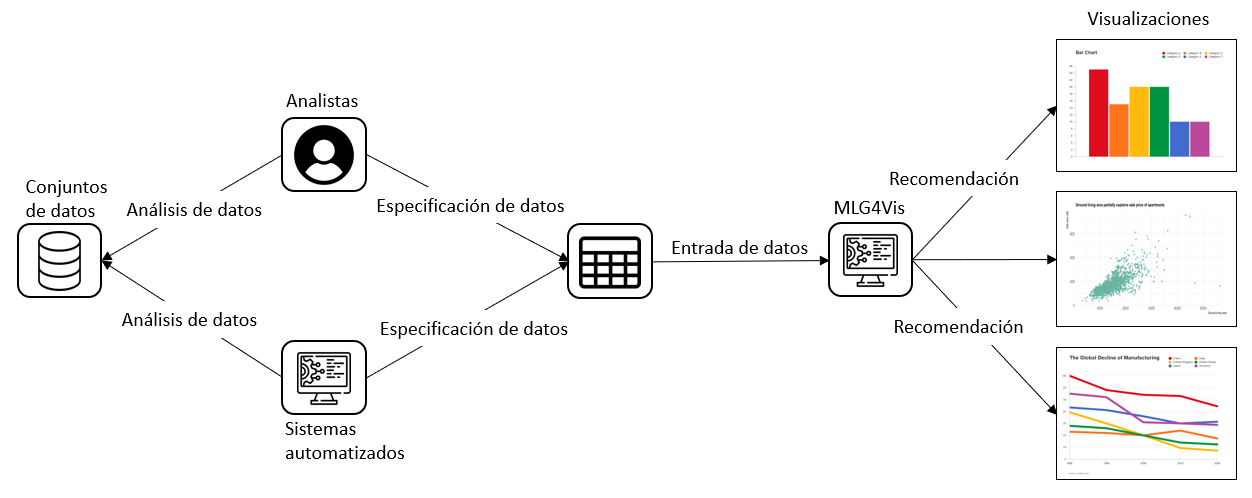 Visualizaciones
Analistas
Conjuntos
de datos
Análisis de datos
Especificación de datos
Análisis de datos
Especificación de datos
Sistemas
automatizados
Entrada de datos
MLG4Vis
Recomendación
Recomendación
Bar Chart
Ground living area partially explains sale price of apartments
The Global Decline of Manufacturing